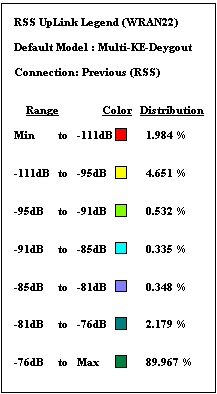 RSS UpLink Legend (WRAN22)
Default Model : Multi-KE-Deygout
Connection: Previous (RSS)
Range Color Distribution
Min to -111dB 1.984 %
-111dB to -95dB 4.651 %
-95dB to -91dB 0.532 %
-91dB to -85dB 0.335 %
-85dB to -81dB 0.348 %
-81dB to -76dB 2.179 %
-76dB to Max 89.967 %